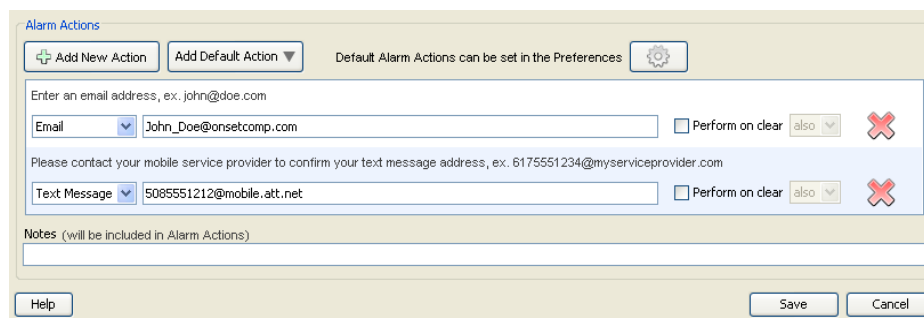 Alarm Actions
Add New Action Add Default Action Default Alarm Actions can be set in the Preferences
Enter an email address, ex. john@doe.com
Email John_Doe@onsetcomp.com Perform on clear also
Please contact your mobile service provider to confirm your text message address, ex. 6175551234@myserviceprovider.com
Text Message 5085551212@mobile.att.net Perform on clear also
Notes (will be included in Alarm Actions)
Help Save Cancel